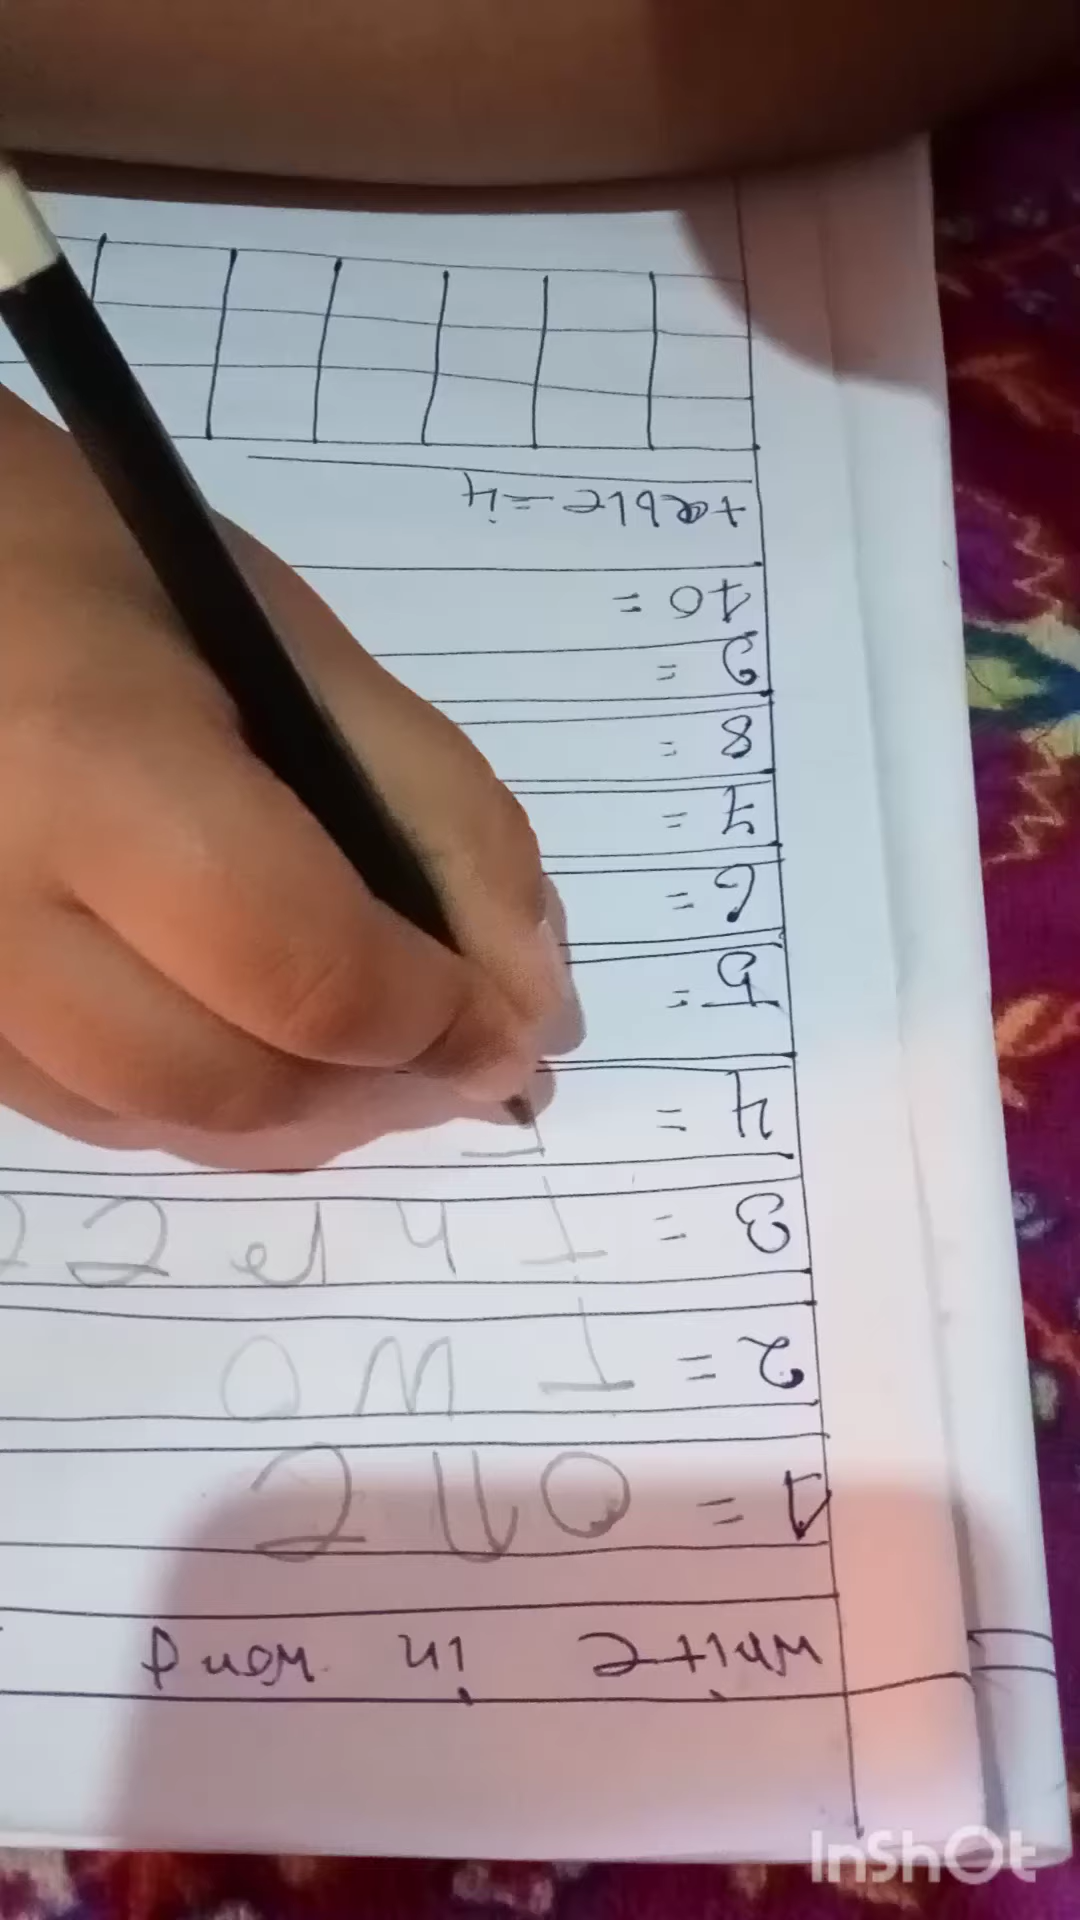 write in word
1 = one
2 = Two
3 = Three
4 = F
5 =
6 =
7 =
8 =
9 =
10 =
table = 4
InShOt